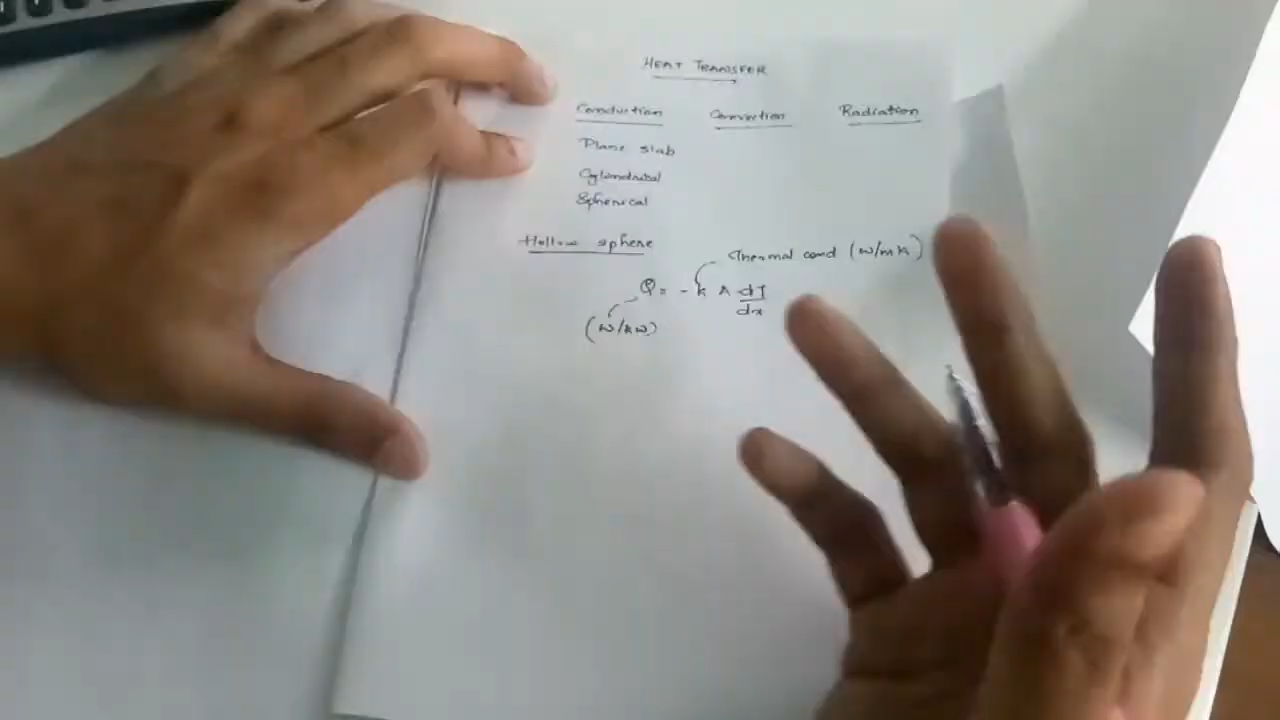 HEAT TRANSFER
Conduction Convection Radiation
Plane slab
Cylindrical
Spherical
Hollow sphere
Thermal cond (W/mK)
Q = - k A dT/dx
(W/kW)